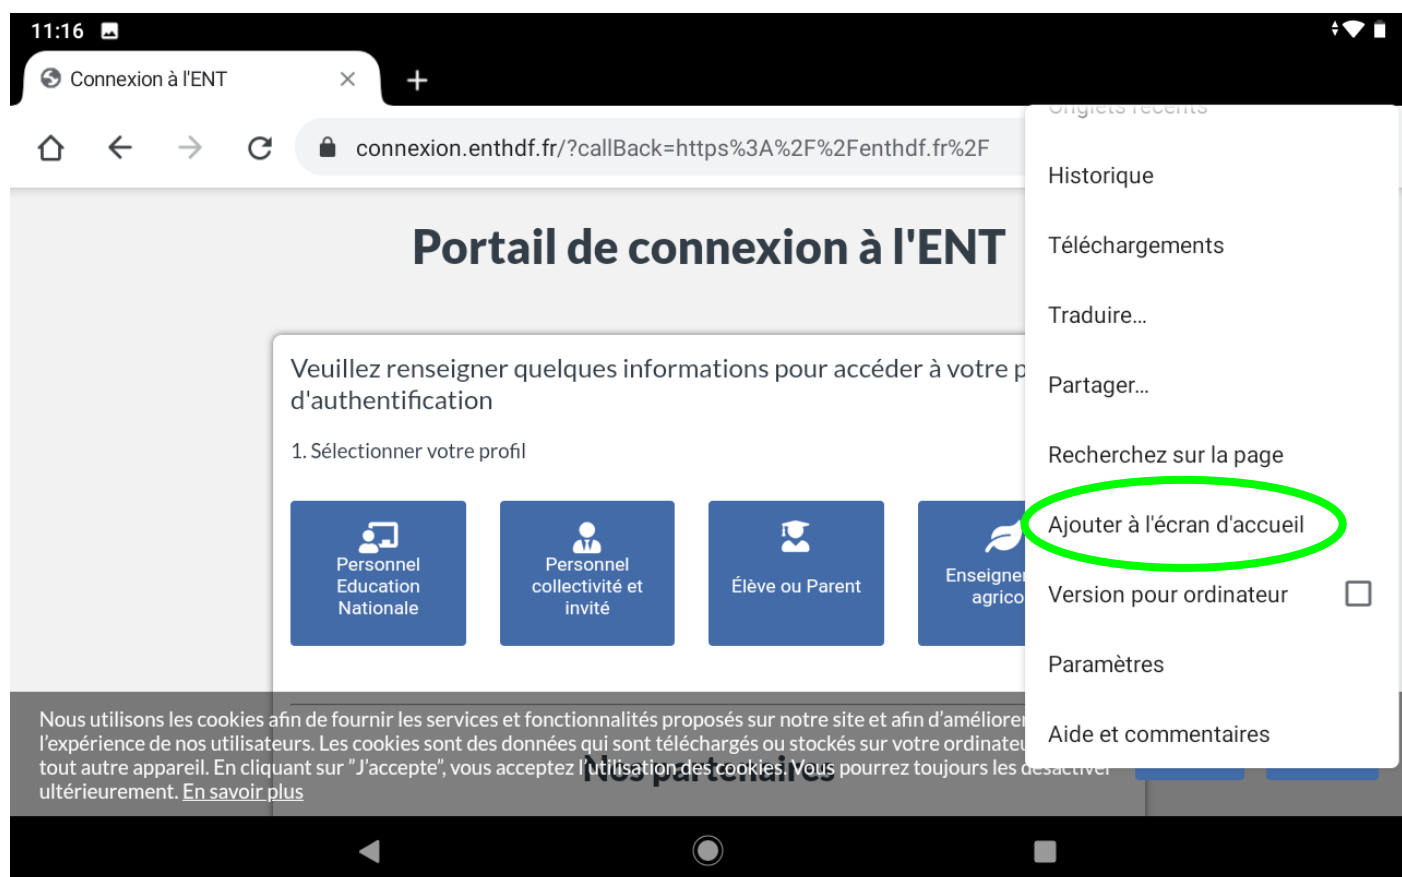 11:16
Connexion à l'ENT
connexion.enthdf.fr/?callBack=https%3A%2F%2Fenthdf.fr%2F
Portail de connexion à l'ENT
Veuillez renseigner quelques informations pour accéder à votre p
d'authentification
1. Sélectionner votre profil
Personnel
Education
Nationale
Personnel
collectivité et
invité
Élève ou Parent
Enseigne
agrico
Onglets récents
Historique
Téléchargements
Traduire...
Partager...
Recherchez sur la page
Ajouter à l'écran d'accueil
Version pour ordinateur
Paramètres
Aide et commentaires
Nous utilisons les cookies afin de fournir les services et fonctionnalités proposés sur notre site et afin d'améliorer
l'expérience de nos utilisateurs. Les cookies sont des données qui sont téléchargés ou stockés sur votre ordinateu
tout autre appareil. En cliquant sur "J'accepte", vous acceptez l'utilisation des cookies. Vous pourrez toujours les désactiver
ultérieurement. En savoir plus
Nos partenaires